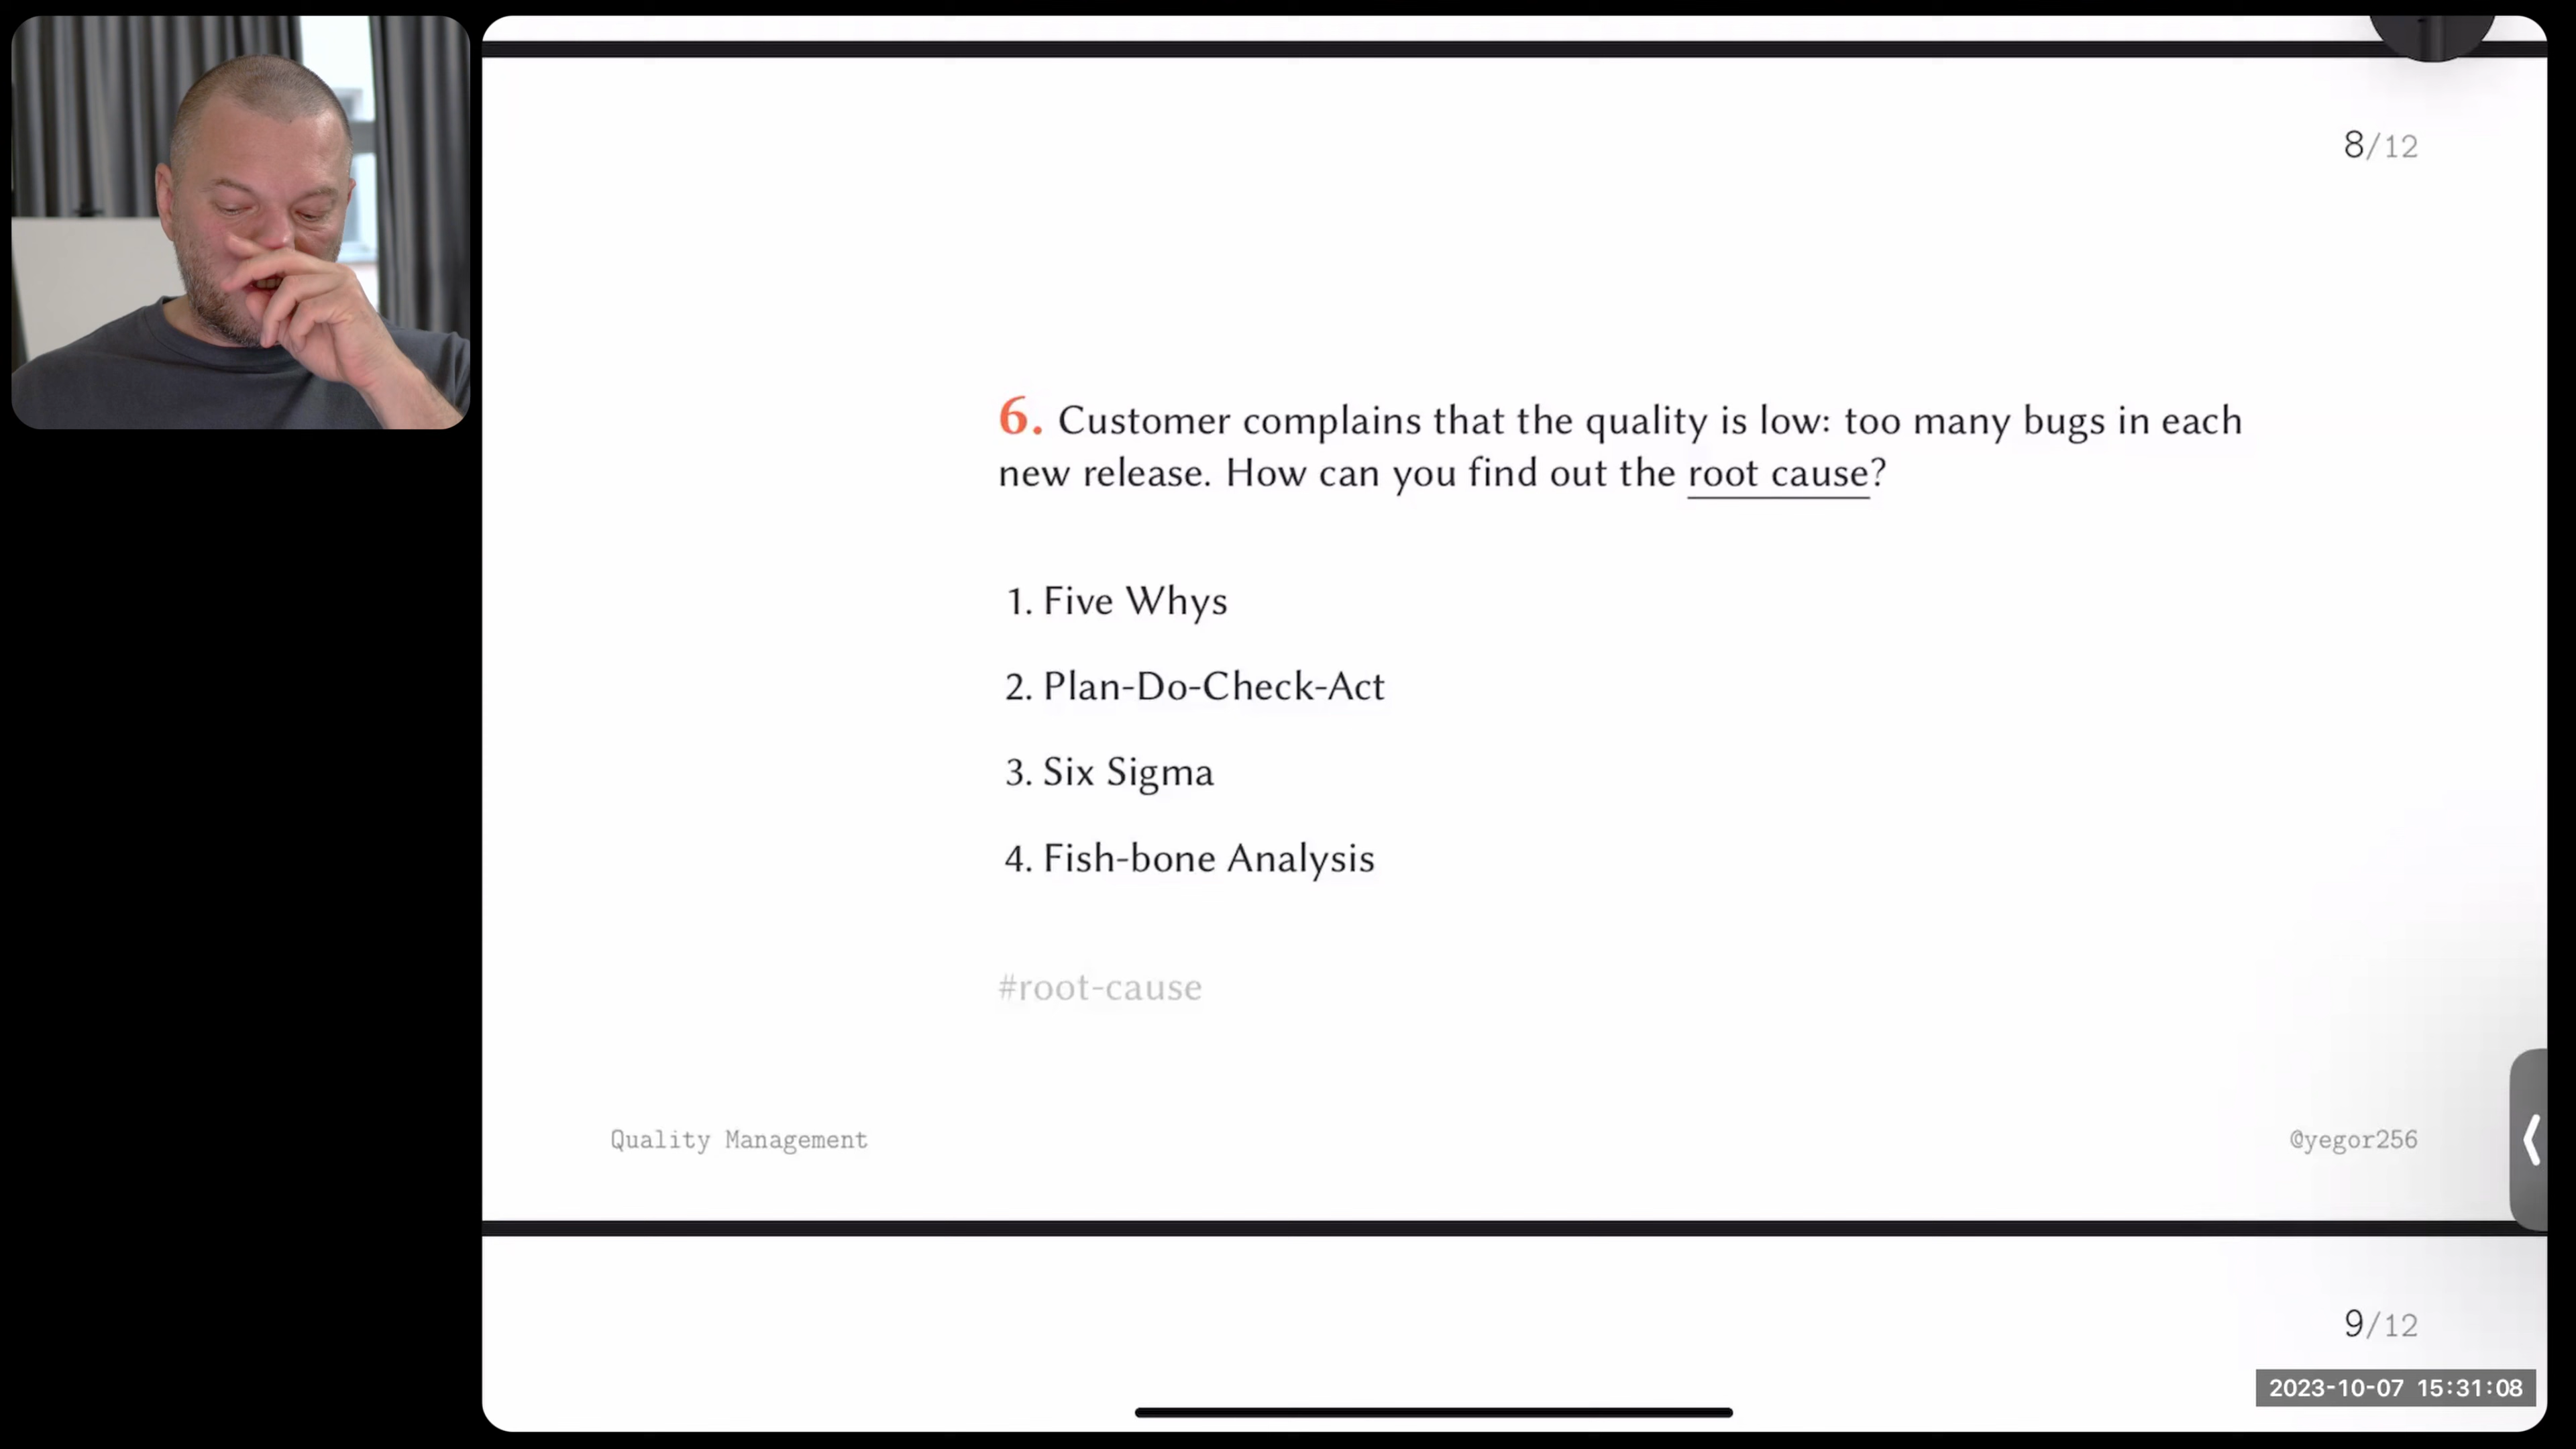 8/12
6. Customer complains that the quality is low: too many bugs in each
new release. How can you find out the root cause?
1. Five Whys
2. Plan-Do-Check-Act
3. Six Sigma
4. Fish-bone Analysis
#root-cause
Quality Management
@yegor256
9/12
2023-10-07 15:31:08